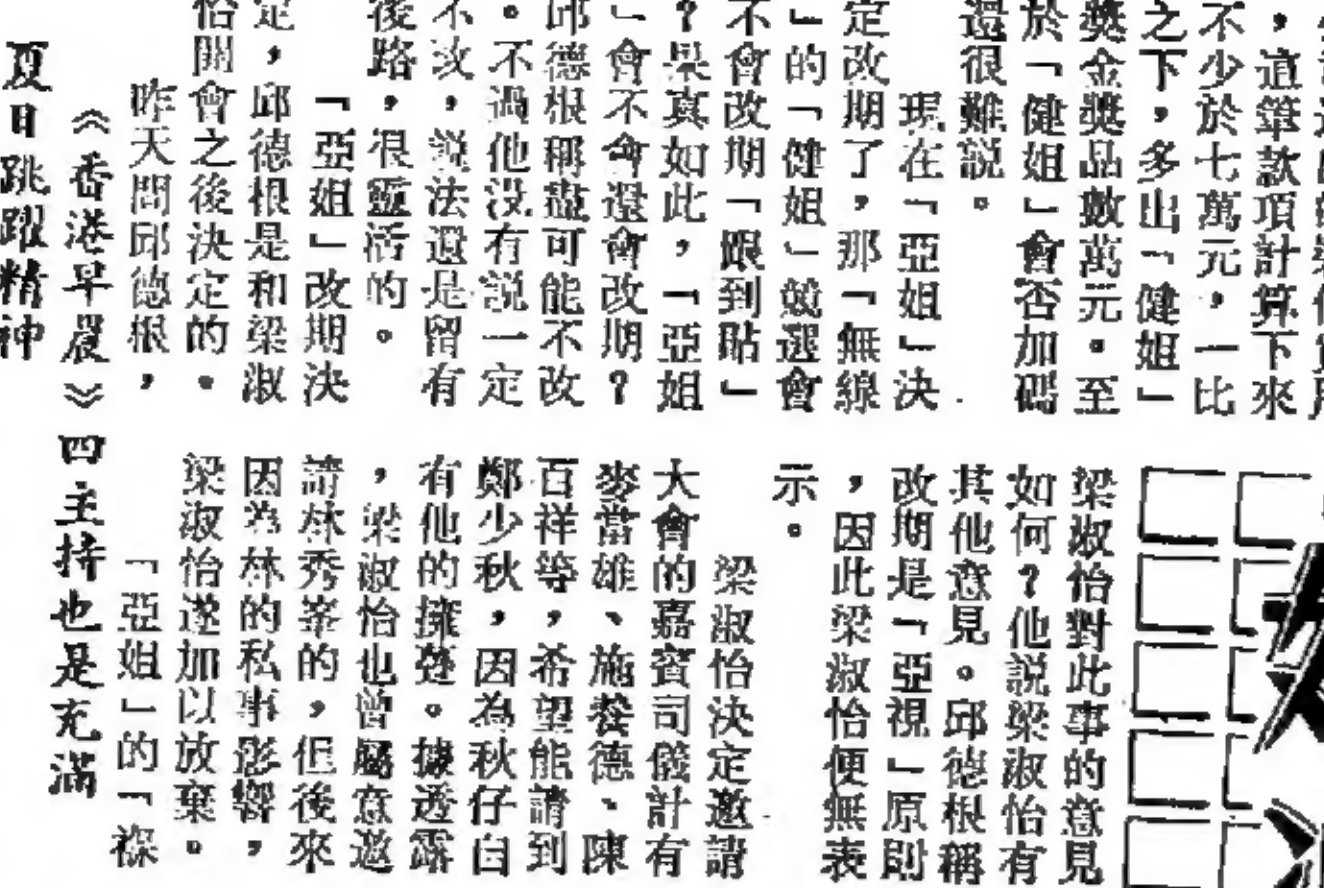 ，這筆款項計算下來
不少於七萬元，一比
之下，多出「健姐」
獎金獎品數萬元。至
於「健姐」會否加碼
還很難説。
現在「亞姐」決
定改期了，那「無線
」的「健姐」競選會
不會改期「跟到貼」
？果真如此，「亞姐
」會不會還會改期？
邱德根稱盡可能不改
。不過他没有説一定
不改，説法還是留有
後路，很靈活的。
「亞姐」改期決
定，邱德根是和梁淑
怡開會之後決定的。
昨天問邱德根，
梁淑怡對此事的意見
如何？他説梁淑怡有
其他意見。邱德根稱
改期是「亞視」原則
，因此梁淑怡便無表
示。
梁淑怡決定邀請
大會的嘉賓司儀計有
麥當雄、施養德、陳
百祥等，希望能請到
鄭少秋，因為秋仔自
有他的擁躉。據透露
，梁淑怡也曾屬意邀
請林秀峯的，但後來
因為林的私事影響，
梁淑怡遂加以放棄。
「亞姐」的「襟
《香港早晨》四主持也是充滿
夏日跳躍精神